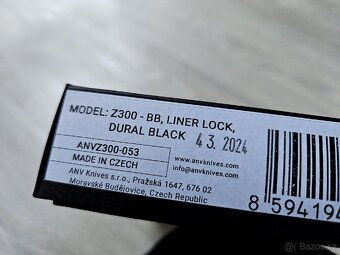 MODEL: Z300 - BB, LINER LOCK,
DURAL BLACK 4 3. 2024
ANVZ300-053
MADE IN CZECH
www.anvknives.com
info@anvknives.com
ANV Knives s.r.o., Pražská 1647, 676 02
Moravské Budějovice, Czech Republic
8 594194